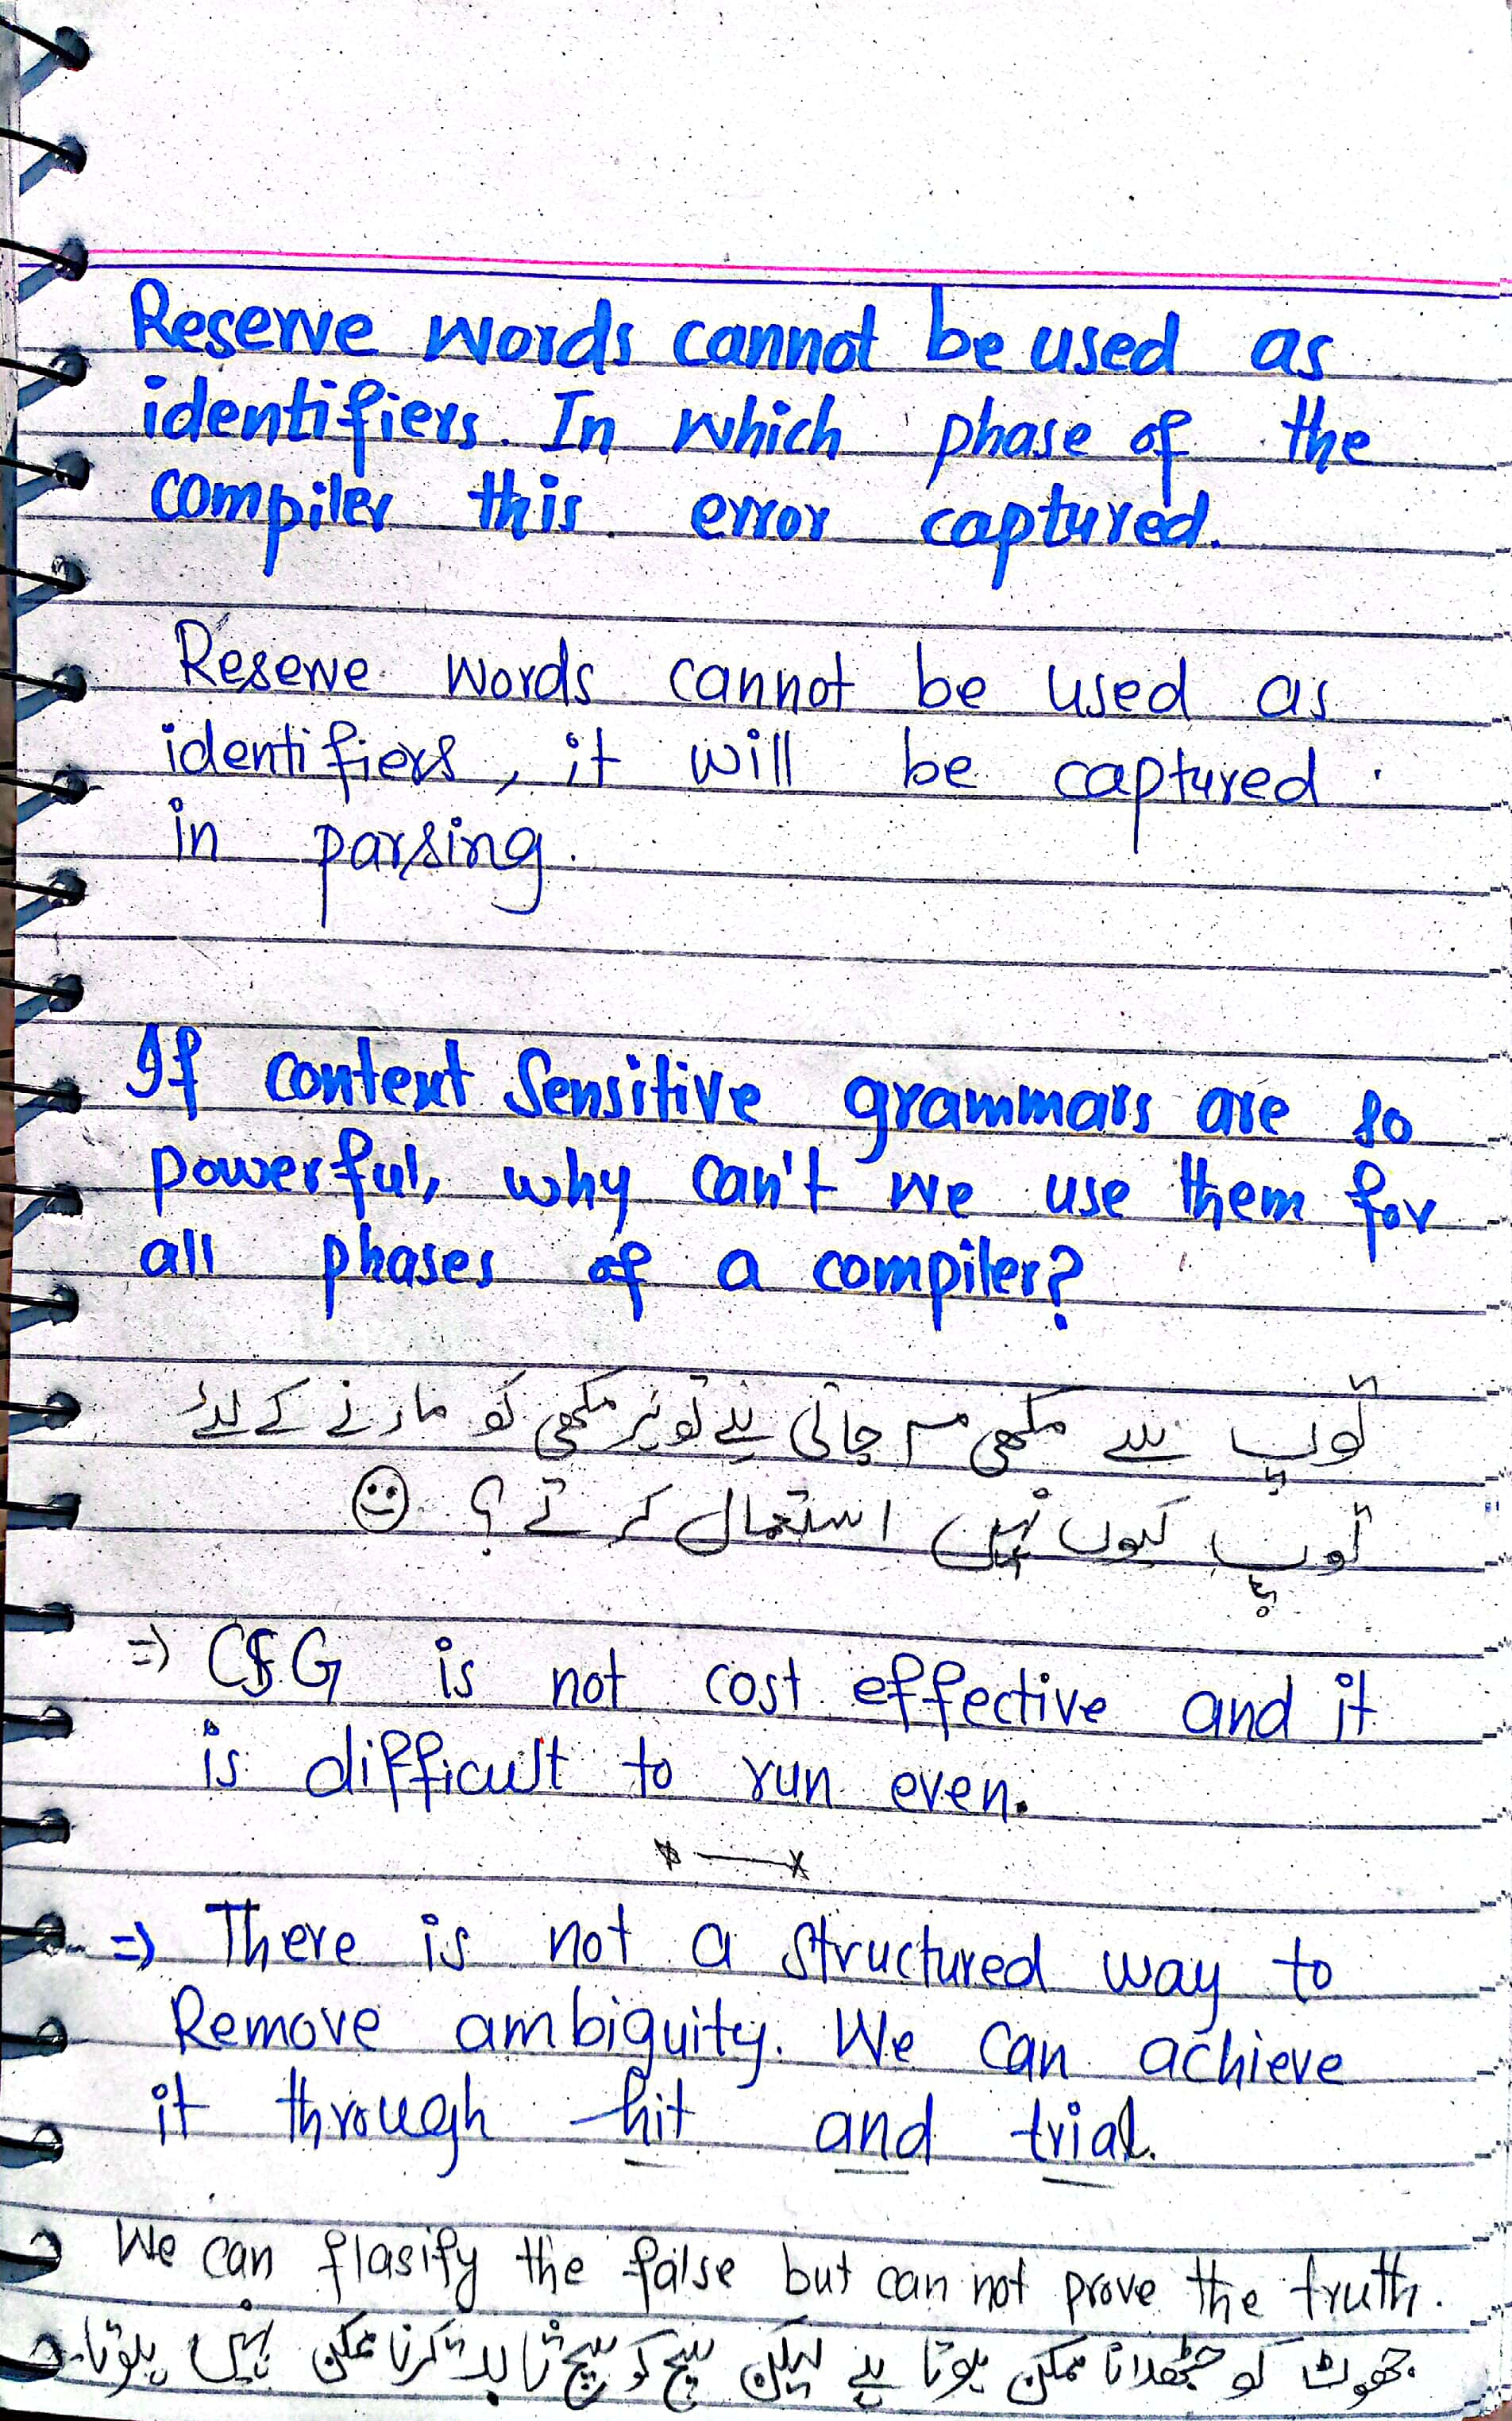 Reserve words cannot be used as
identifiers. In which phase of the
compiler this error captured.
Reserve words cannot be used as
identifiers, it will be captured
in parsing.
If context Sensitive grammars are so
powerful, why can't we use them for
all phases of a compiler?
توپ سے مکھی مر جاتی ہے تو پھر مکھی کو مارنے کے لئے
توپ کیوں نہیں استعمال کرتے؟
=> CSG is not cost effective and it
is difficult to run even.
=> There is not a structured way to
Remove ambiguity. We can achieve
it through hit and trial.
We can flasify the false but can not prove the truth.
جھوٹ کو جھٹلانا ممکن ہوتا ہے لیکن سچ کو سچ ثابت کرنا ممکن نہیں ہوتا۔